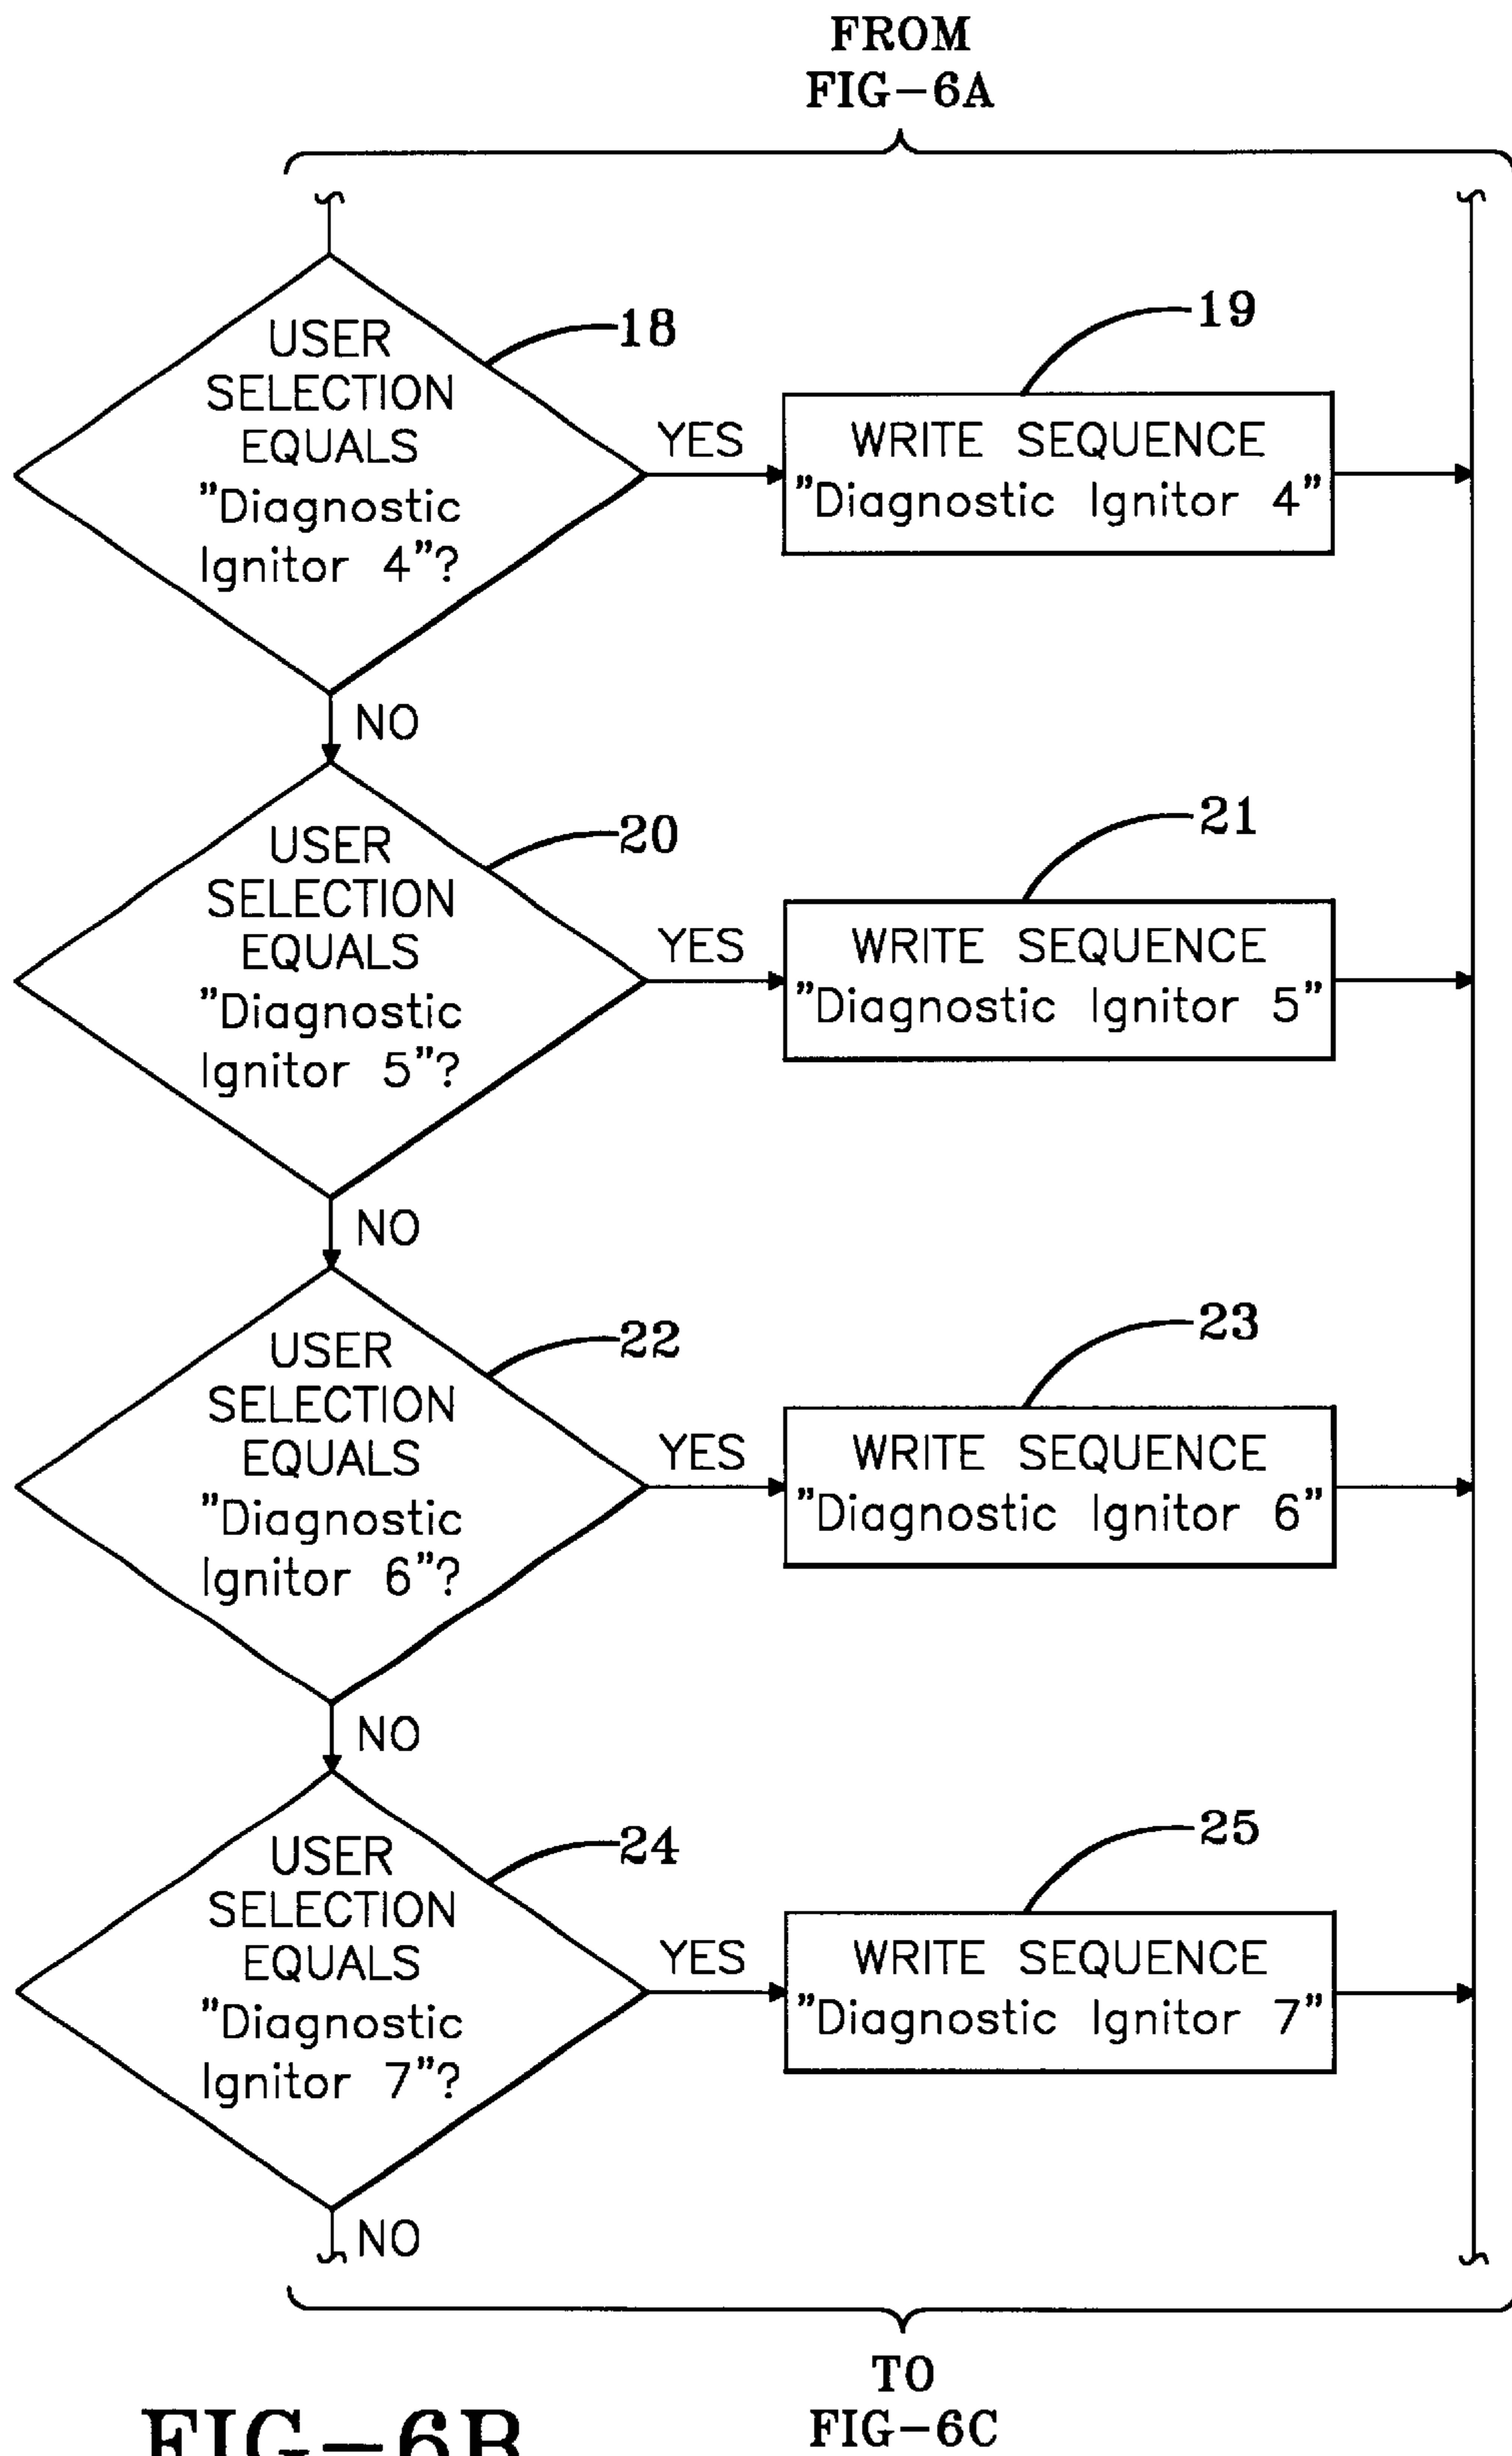 FROM
FIG-6A
USER
SELECTION
EQUALS
"Diagnostic
Ignitor 4"?
18
YES
19
WRITE SEQUENCE
"Diagnostic Ignitor 4"
NO
USER
SELECTION
EQUALS
"Diagnostic
Ignitor 5"?
20
YES
21
WRITE SEQUENCE
"Diagnostic Ignitor 5"
NO
USER
SELECTION
EQUALS
"Diagnostic
Ignitor 6"?
22
YES
23
WRITE SEQUENCE
"Diagnostic Ignitor 6"
NO
USER
SELECTION
EQUALS
"Diagnostic
Ignitor 7"?
24
YES
25
WRITE SEQUENCE
"Diagnostic Ignitor 7"
NO
TO
FIG-6C
FIG-6B